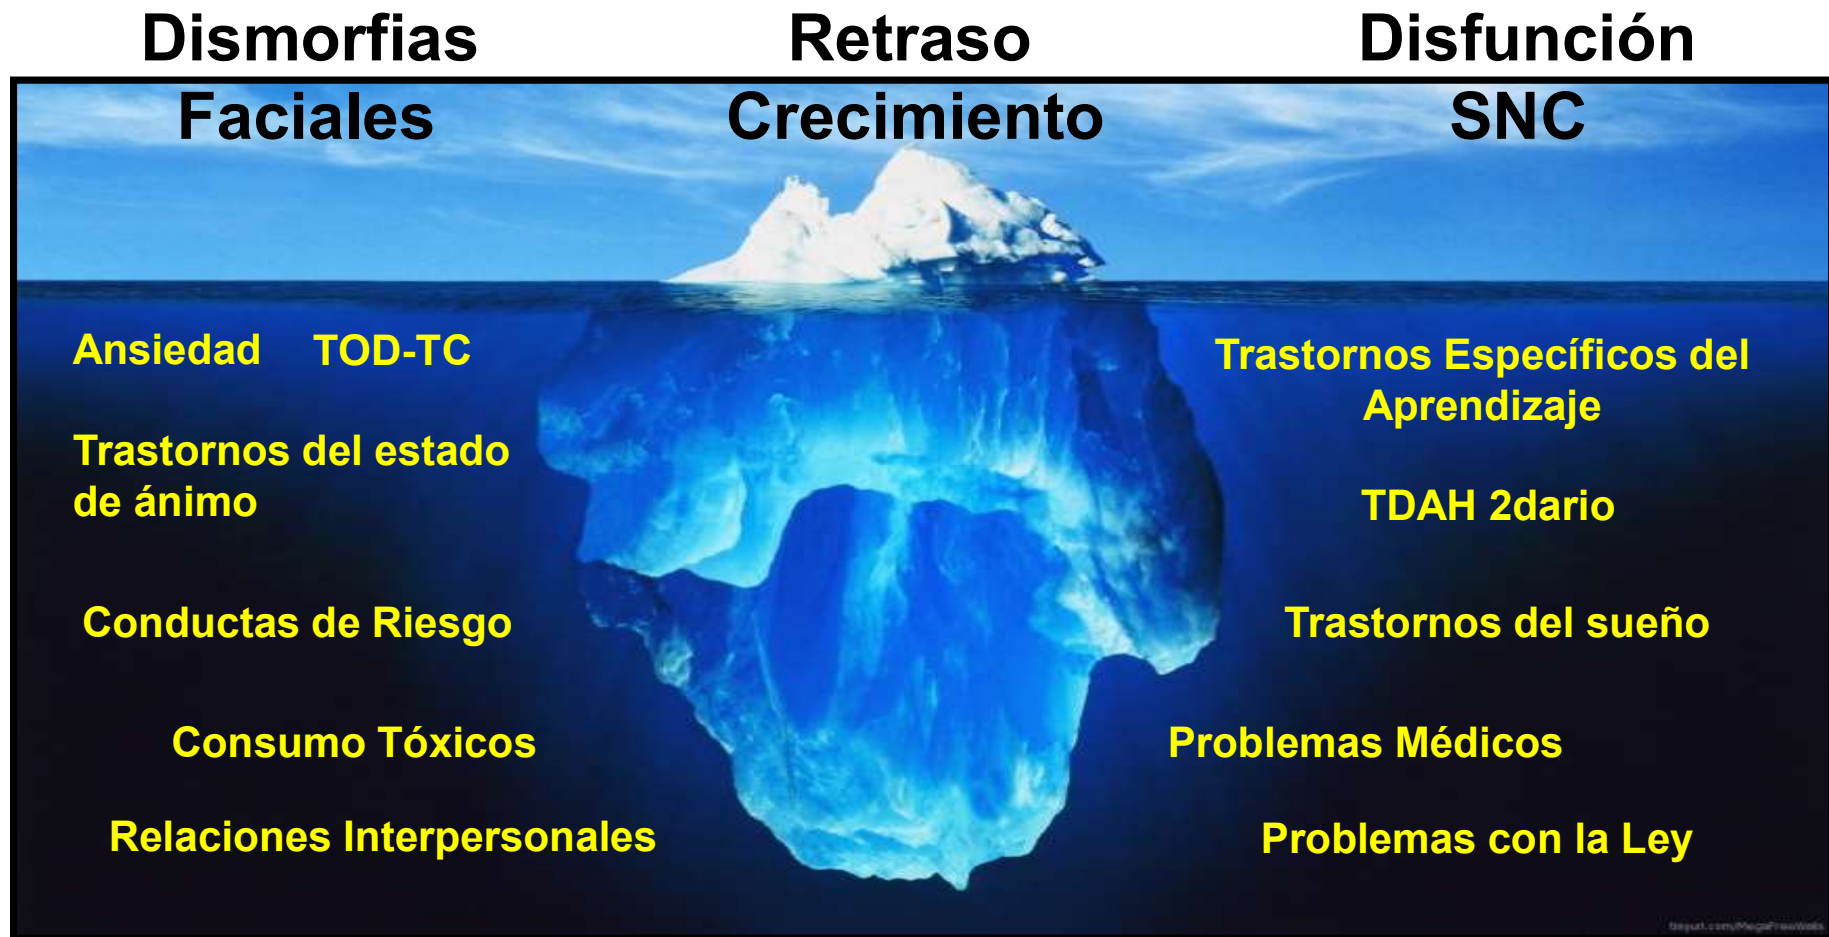 Dismorfias
Faciales
Retraso
Crecimiento
Disfunción
SNC
Ansiedad TOD-TC
Trastornos del estado
de ánimo
Conductas de Riesgo
Consumo Tóxicos
Relaciones Interpersonales
Trastornos Específicos del
Aprendizaje
TDAH 2dario
Trastornos del sueño
Problemas Médicos
Problemas con la Ley